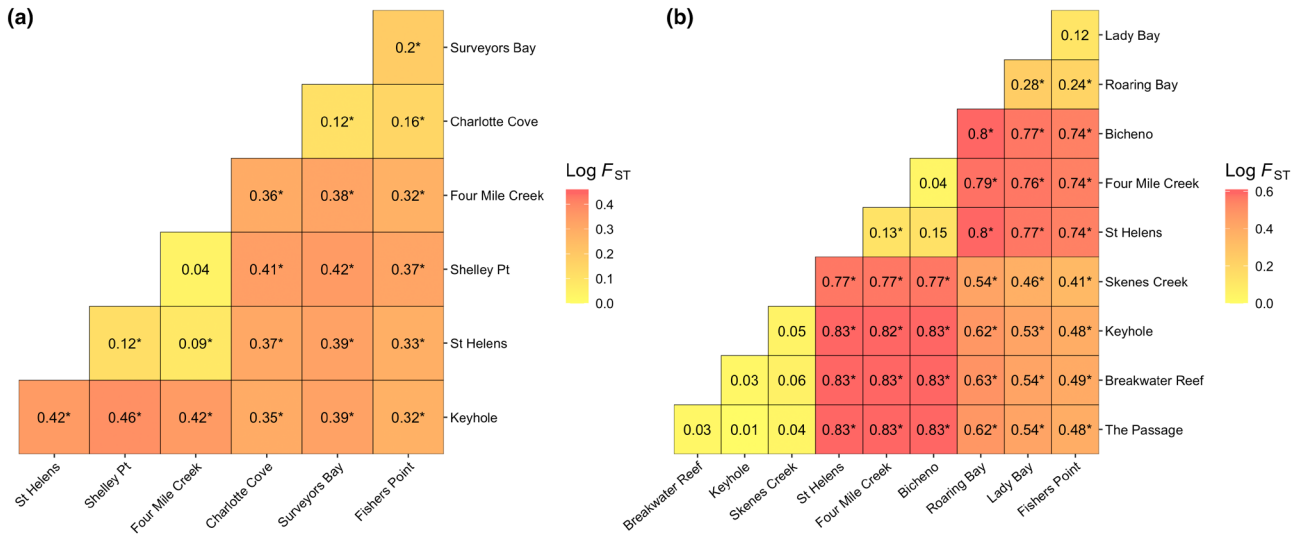 (a)
0.2* Surveyors Bay
0.12* 0.16* Charlotte Cove
0.36* 0.38* 0.32* Four Mile Creek
0.04 0.41* 0.42* 0.37* Shelley Pt
0.12* 0.09* 0.37* 0.39* 0.33* St Helens
0.42* 0.46* 0.42* 0.35* 0.39* 0.32* Keyhole
St Helens
Shelley Pt
Four Mile Creek
Charlotte Cove
Surveyors Bay
Fishers Point
Log FST
0.4
0.3
0.2
0.1
0.0
(b)
0.12 Lady Bay
0.28* 0.24* Roaring Bay
0.8* 0.77* 0.74* Bicheno
0.04 0.79* 0.76* 0.74* Four Mile Creek
0.13* 0.15 0.8* 0.77* 0.74* St Helens
0.77* 0.77* 0.77* 0.54* 0.46* 0.41* Skenes Creek
0.05 0.83* 0.82* 0.83* 0.62* 0.53* 0.48* Keyhole
0.03 0.06 0.83* 0.83* 0.83* 0.63* 0.54* 0.49* Breakwater Reef
0.03 0.01 0.04 0.83* 0.83* 0.83* 0.62* 0.54* 0.48* The Passage
Breakwater Reef
Keyhole
Skenes Creek
St Helens
Four Mile Creek
Bicheno
Roaring Bay
Lady Bay
Fishers Point
Log FST
0.6
0.4
0.2
0.0